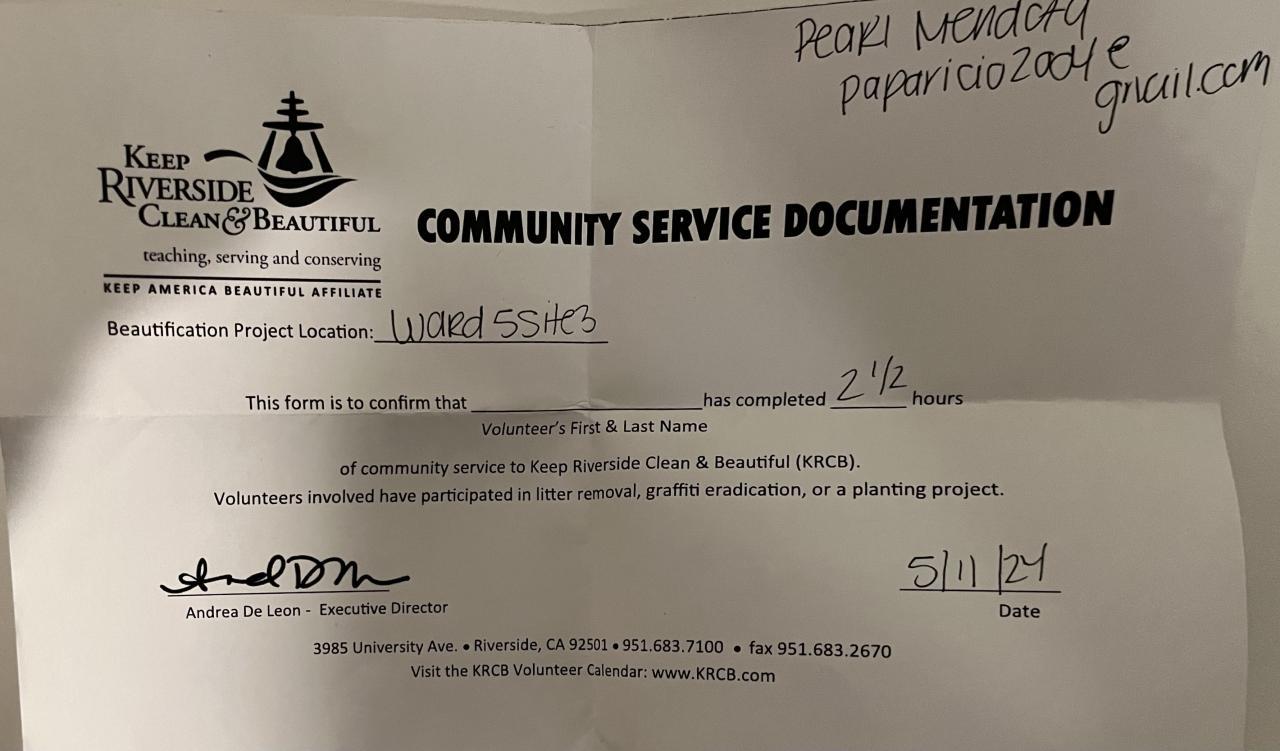 Pearl
paparicio2004@
gmail.com
KEEP
RIVERSIDE
CLEAN & BEAUTIFUL
teaching, serving and conserving
KEEP AMERICA BEAUTIFUL AFFILIATE
COMMUNITY SERVICE DOCUMENTATION
Beautification Project Location: Ward 5 Site 3
This form is to confirm that ____________ has completed 2 1/2 hours
Volunteer's First & Last Name
of community service to Keep Riverside Clean & Beautiful (KRCB).
Volunteers involved have participated in litter removal, graffiti eradication, or a planting project.
5/11/24
Andrea De Leon - Executive Director
Date
3985 University Ave. • Riverside, CA 92501 • 951.683.7100 • fax 951.683.2670
Visit the KRCB Volunteer Calendar: www.KRCB.com